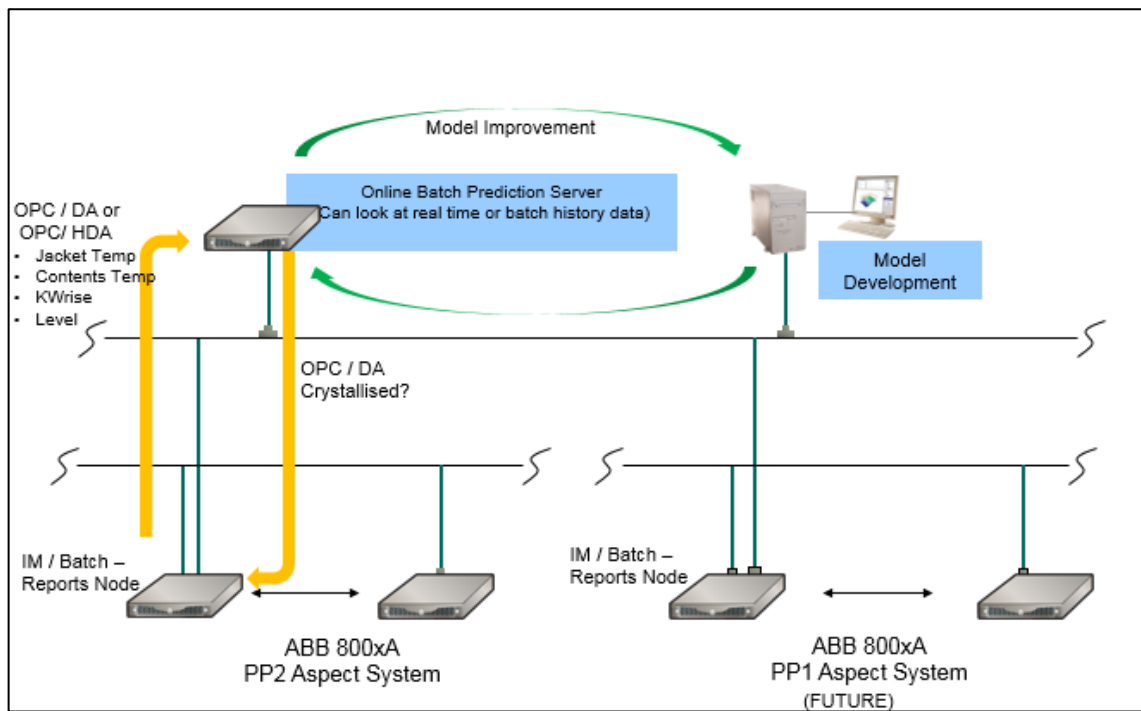 Model Improvement
Online Batch Prediction Server
(Can look at real time or batch history data)
OPC / DA or
OPC/ HDA
• Jacket Temp
• Contents Temp
• KWrise
• Level
Model
Development
OPC / DA
Crystallised?
IM / Batch –
Reports Node
IM / Batch –
Reports Node
ABB 800xA
PP2 Aspect System
ABB 800xA
PP1 Aspect System
(FUTURE)